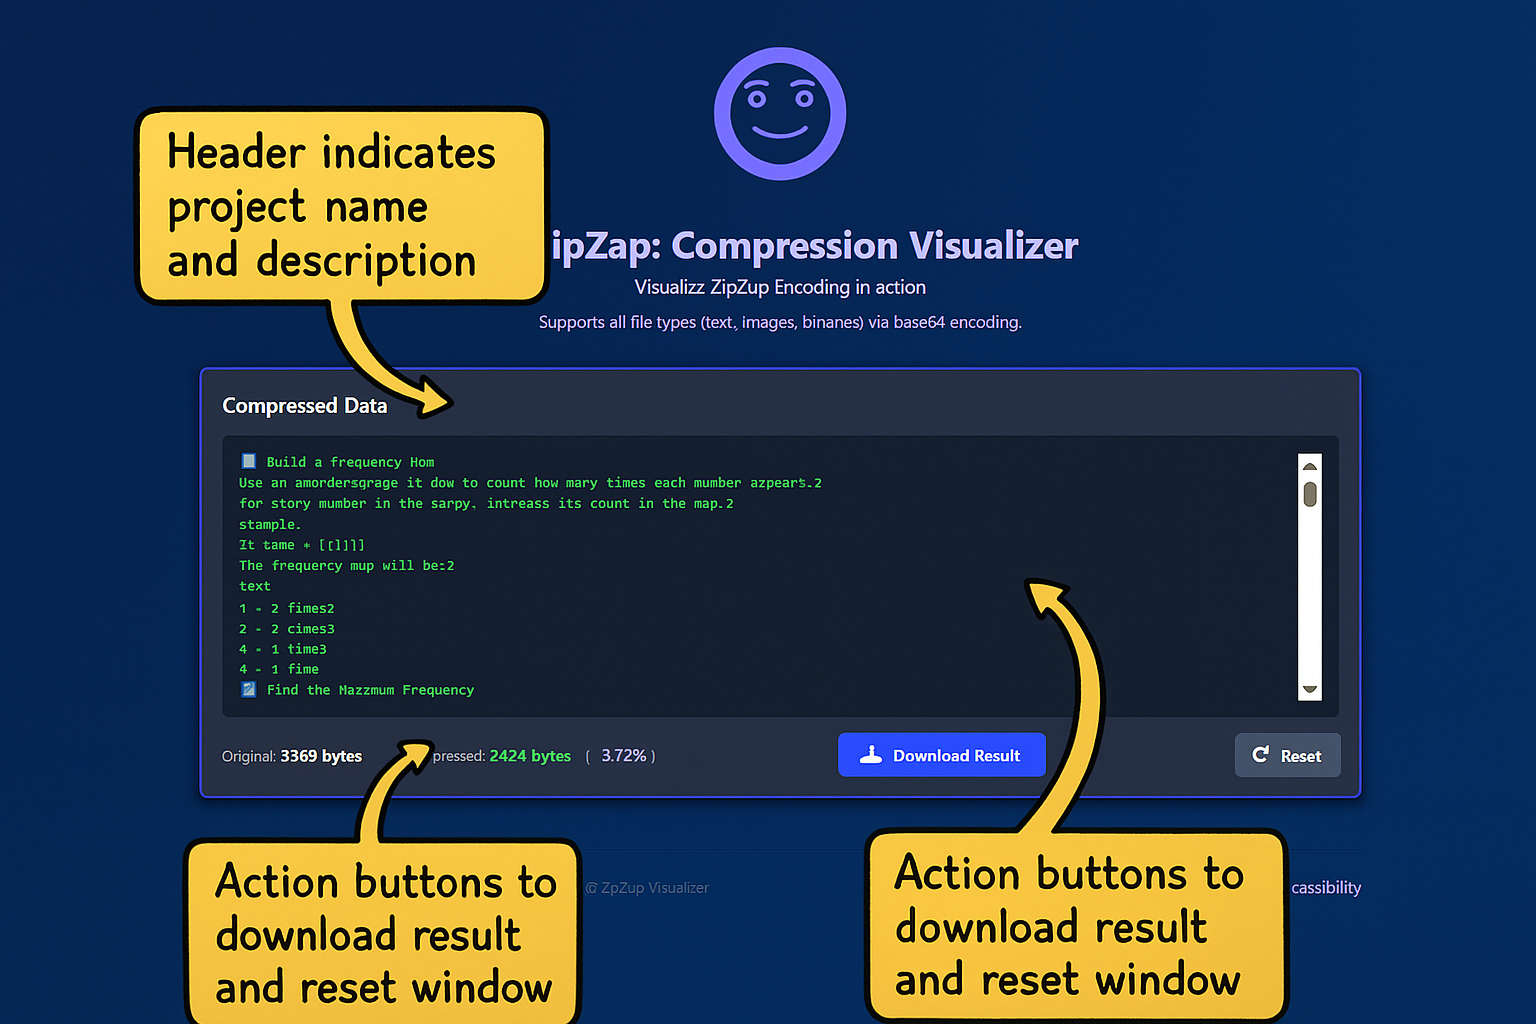 Header indicates
project name
and description
ipZap: Compression Visualizer
Visualizz ZipZup Encoding in action
Supports all file types (text, images, binanes) via base64 encoding.
Compressed Data
Build a frequency Hom
Use an amordersgrage it dow to count how mary times each mumber azpears.2
for story mumber in the sarpy. intreass its count in the map.2
stample.
It tame + [[]]]]
The frequercy mup will be:2
text
1 - 2 fimes2
2 - 2 cimes3
4 - 1 time3
4 - 1 fime
Find the Mazzmum Frequency
Original: 3369 bytes
pressed: 2424 bytes ( 3.72% )
Download Result
Reset
Action buttons to
download result
and reset window
@ ZpZup Visualizer
Action buttons to
download result
and reset window
cassibility